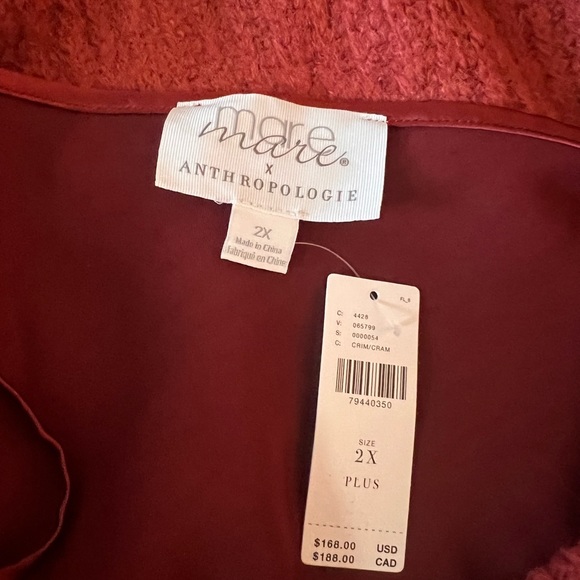 mare
mare®
X
ANTHROPOLOGIE
2X
Made in China
Fabriqué en Chine
FL_S
C: 4428
V: 065799
S: 0000054
C: CRIM/CRAM
79440350
SIZE
2X
PLUS
$168.00 USD
$188.00 CAD